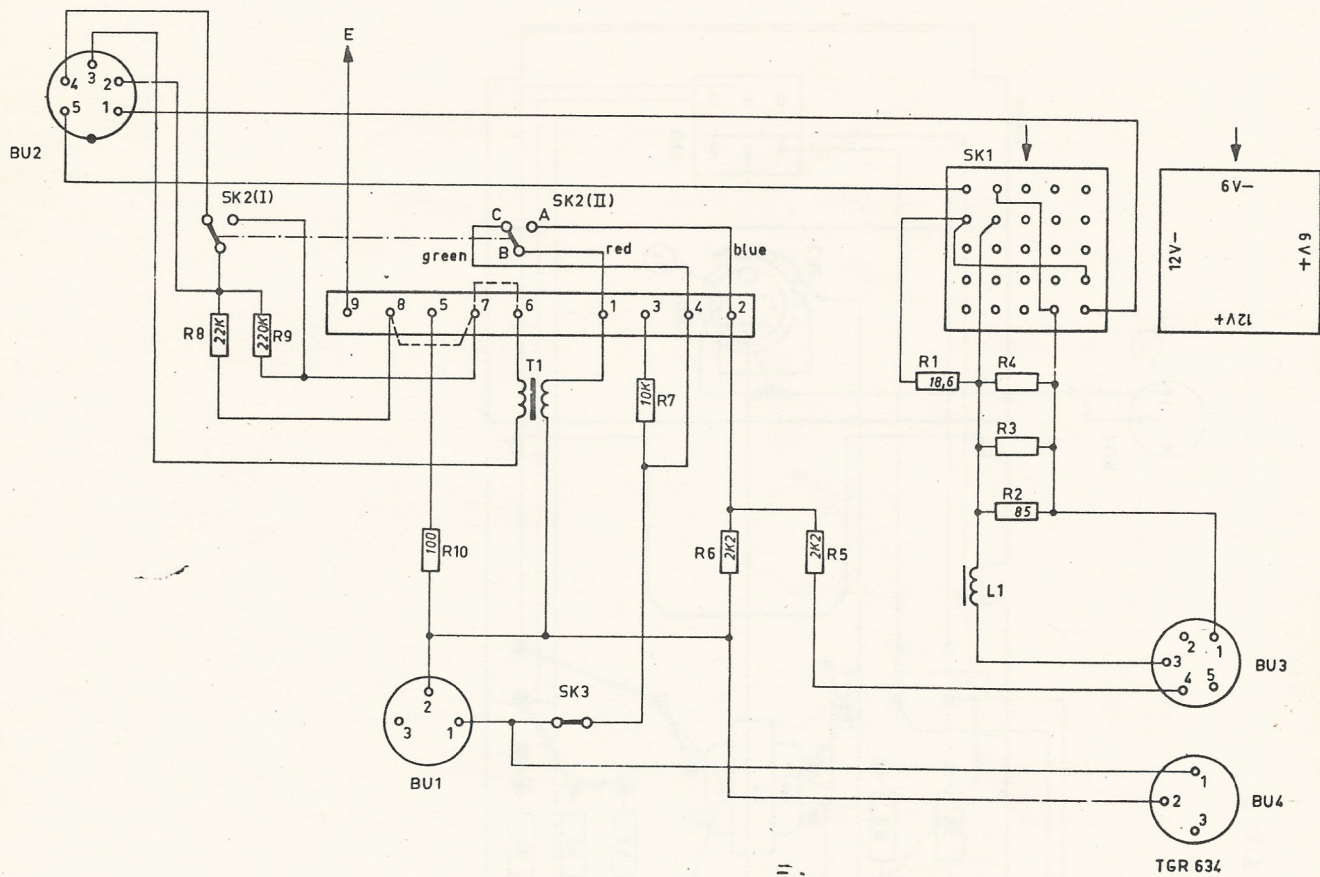 E
4
3
2
5
1
BU2
SK1
6V-
12V-
6V+
12V+
SK2(I)
C
A
SK2(II)
B
green
red
blue
9
8
5
7
6
1
3
4
2
R8
22K
220K
R9
T1
10K
R7
R1
18,6
R4
R3
R2
85
100
R10
R6
2K2
2K2
R5
L1
2
1
3
4
5
BU3
2
3
1
BU1
SK3
1
2
3
BU4
TGR 634